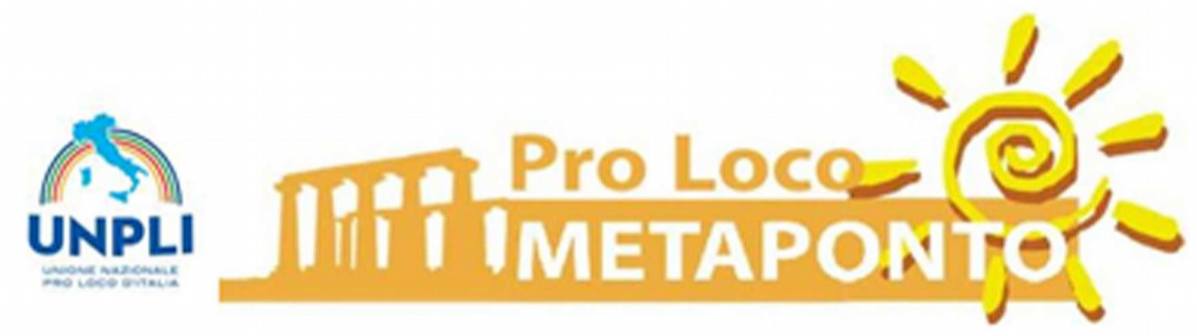 UNPLI
UNIONE NAZIONALE
PRO LOCO D'ITALIA
Pro Loco
METAPONTO